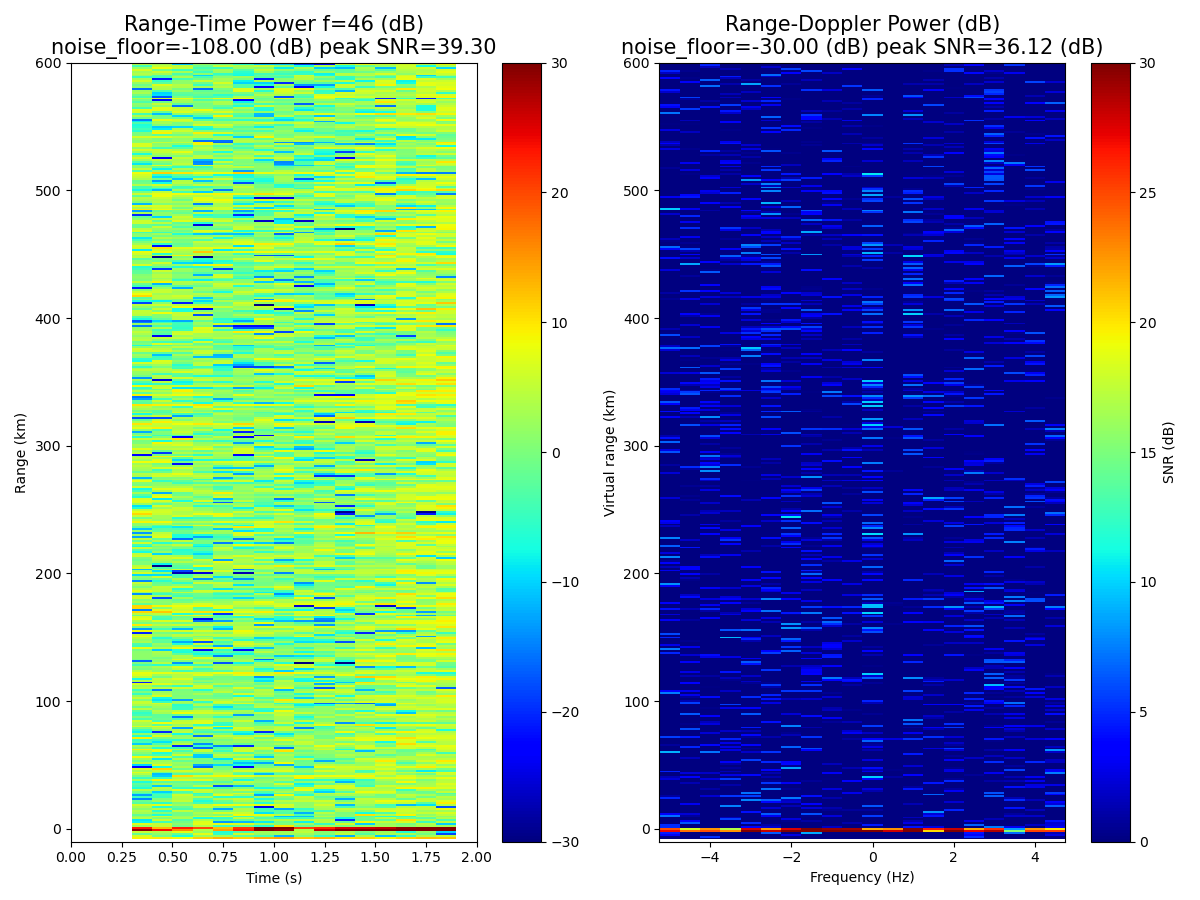 Range-Time Power f=46 (dB)
noise_floor=-108.00 (dB) peak SNR=39.30
600
500
400
300
200
100
0
Range (km)
0.00 0.25 0.50 0.75 1.00 1.25 1.50 1.75 2.00
Time (s)
30
20
10
0
−10
−20
−30
Range-Doppler Power (dB)
noise_floor=-30.00 (dB) peak SNR=36.12 (dB)
600
500
400
300
200
100
0
Virtual range (km)
−4 −2 0 2 4
Frequency (Hz)
30
25
20
15
10
5
0
SNR (dB)